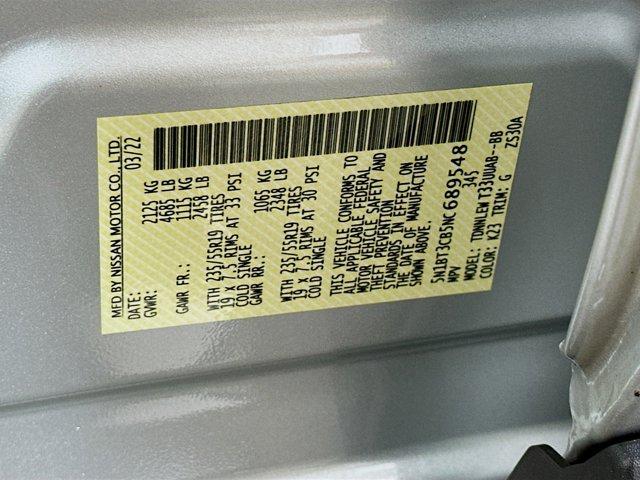 MFD BY NISSAN MOTOR CO., LTD.
DATE: 03/22
GVWR: 2125 KG
4685 LB
GAWR FR.: 1115 KG
2458 LB
WITH 235/55R19 TIRES
19 X 7.5 RIMS AT 33 PSI
COLD SINGLE
GAWR RR.: 1065 KG
2348 LB
WITH 235/55R19 TIRES
19 X 7.5 RIMS AT 30 PSI
COLD SINGLE
THIS VEHICLE CONFORMS TO
ALL APPLICABLE FEDERAL
MOTOR VEHICLE SAFETY AND
THEFT PREVENTION
STANDARDS IN EFFECT ON
THE DATE OF MANUFACTURE
SHOWN ABOVE.
5N1BT3CB5NC689548
MPV 345
MODEL: TDNNLEW T33UUAB--BB
COLOR: K23 TRIM: G ZS30A